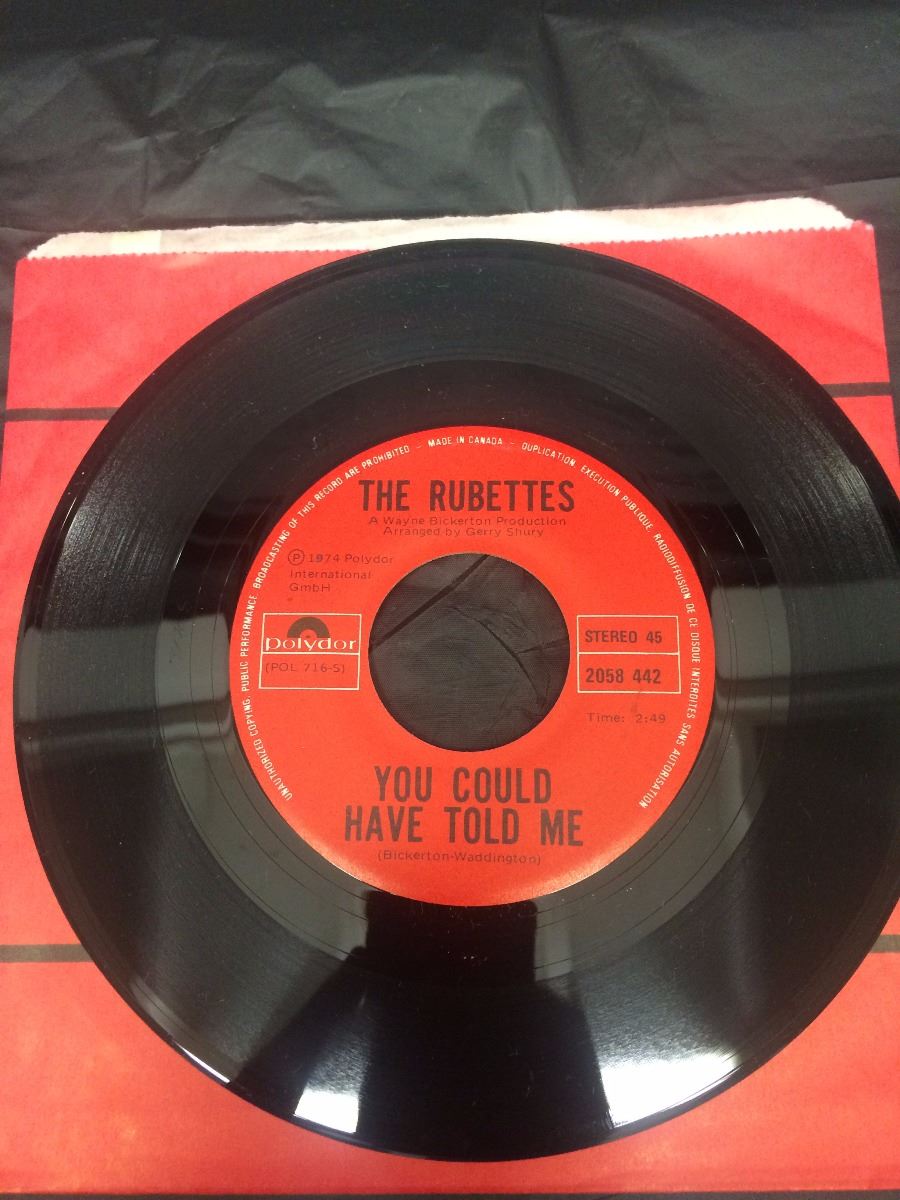 UNAUTHORIZED COPYING, PUBLIC PERFORMANCE, BROADCASTING OF THIS RECORD ARE PROHIBITED — MADE IN CANADA — DUPLICATION, EXECUTION PUBLIQUE, RADIODIFFUSION DE CE DISQUE INTERDITES SANS AUTORISATION
THE RUBETTES
A Wayne Bickerton Production
Arranged by Gerry Shury
Ⓟ 1974 Polydor
International
GmbH
polydor
(POL. 716-S)
STEREO 45
2058 442
Time: 2:49
YOU COULD
HAVE TOLD ME
(Bickerton-Waddington)